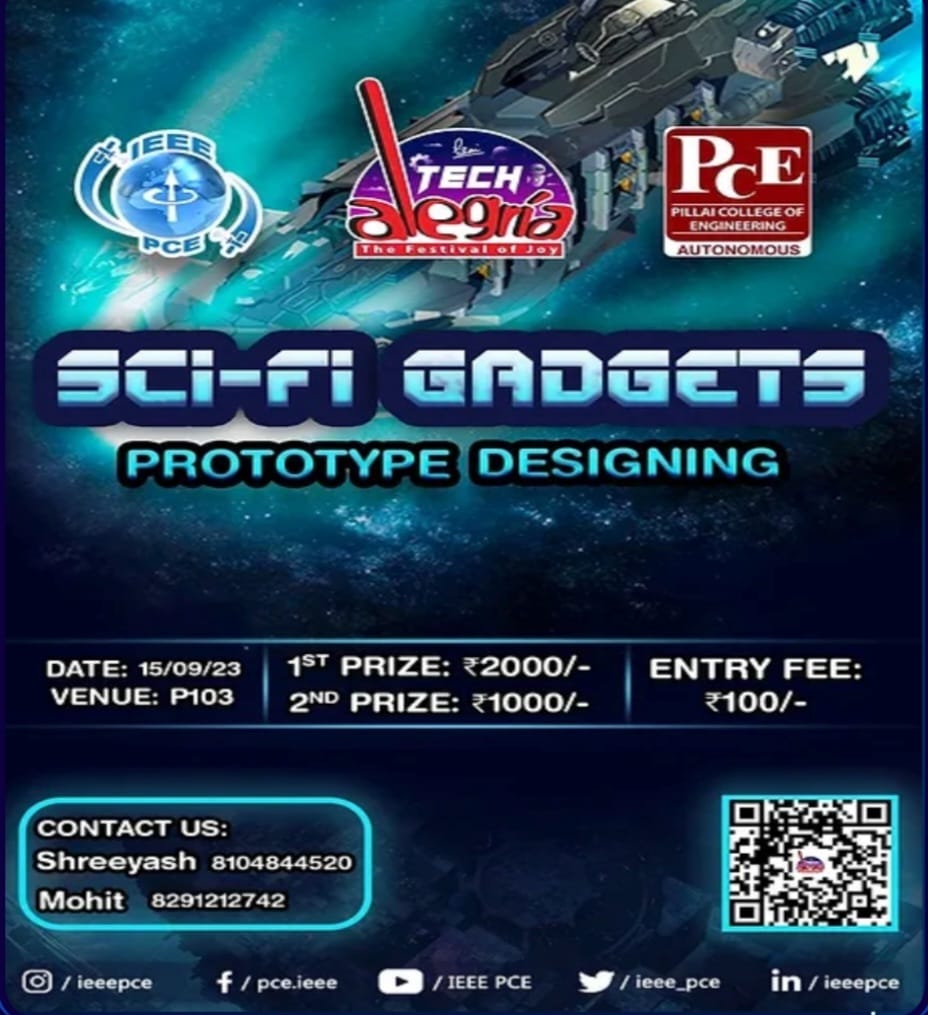 IEEE
PCE
TECH
alegría
The Festival of Joy
PCE
PILLAI COLLEGE OF
ENGINEERING
AUTONOMOUS
SCI-FI GADGETS
PROTOTYPE DESIGNING
DATE: 15/09/23
VENUE: P103
1ST PRIZE: ₹2000/-
2ND PRIZE: ₹1000/-
ENTRY FEE:
₹100/-
CONTACT US:
Shreeyash 8104844520
Mohit 8291212742
/ ieeepce
/ pce.ieee
/ IEEE PCE
/ ieee_pce
/ ieeepce